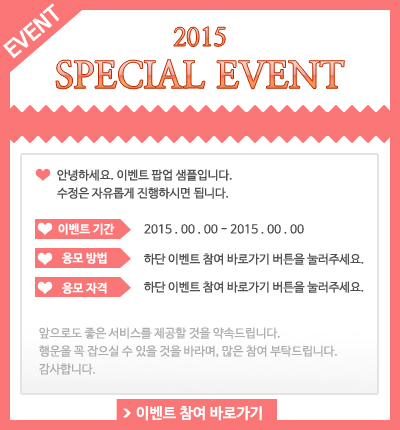 EVENT
2015
SPECIAL EVENT
안녕하세요. 이벤트 팝업 샘플입니다.
수정은 자유롭게 진행하시면 됩니다.
이벤트 기간 2015 . 00 . 00 - 2015 . 00 . 00
응모 방법 하단 이벤트 참여 바로가기 버튼을 눌러주세요.
응모 자격 하단 이벤트 참여 바로가기 버튼을 눌러주세요.
앞으로도 좋은 서비스를 제공할 것을 약속드립니다.
행운을 꼭 잡으실 수 있을 것을 바라며, 많은 참여 부탁드립니다.
감사합니다.
> 이벤트 참여 바로가기